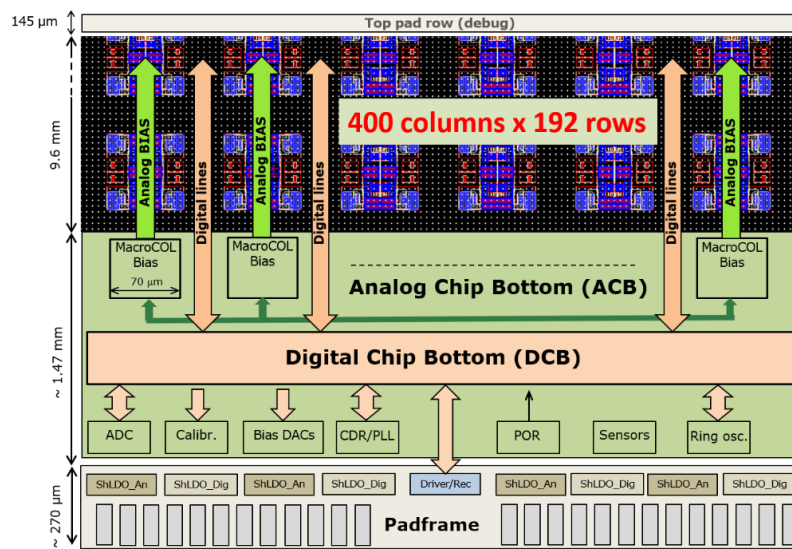 145 µm
Top pad row (debug)
9.6 mm
Analog BIAS
Digital lines
Analog BIAS
Digital lines
400 columns x 192 rows
Digital lines
Analog BIAS
MacroCOL
Bias
70 µm
MacroCOL
Bias
MacroCOL
Bias
Analog Chip Bottom (ACB)
~ 1.47 mm
Digital Chip Bottom (DCB)
ADC
Calibr.
Bias DACs
CDR/PLL
POR
Sensors
Ring osc.
~ 270 µm
ShLDO_An
ShLDO_Dig
ShLDO_An
ShLDO_Dig
Driver/Rec
ShLDO_An
ShLDO_Dig
ShLDO_An
ShLDO_Dig
Padframe